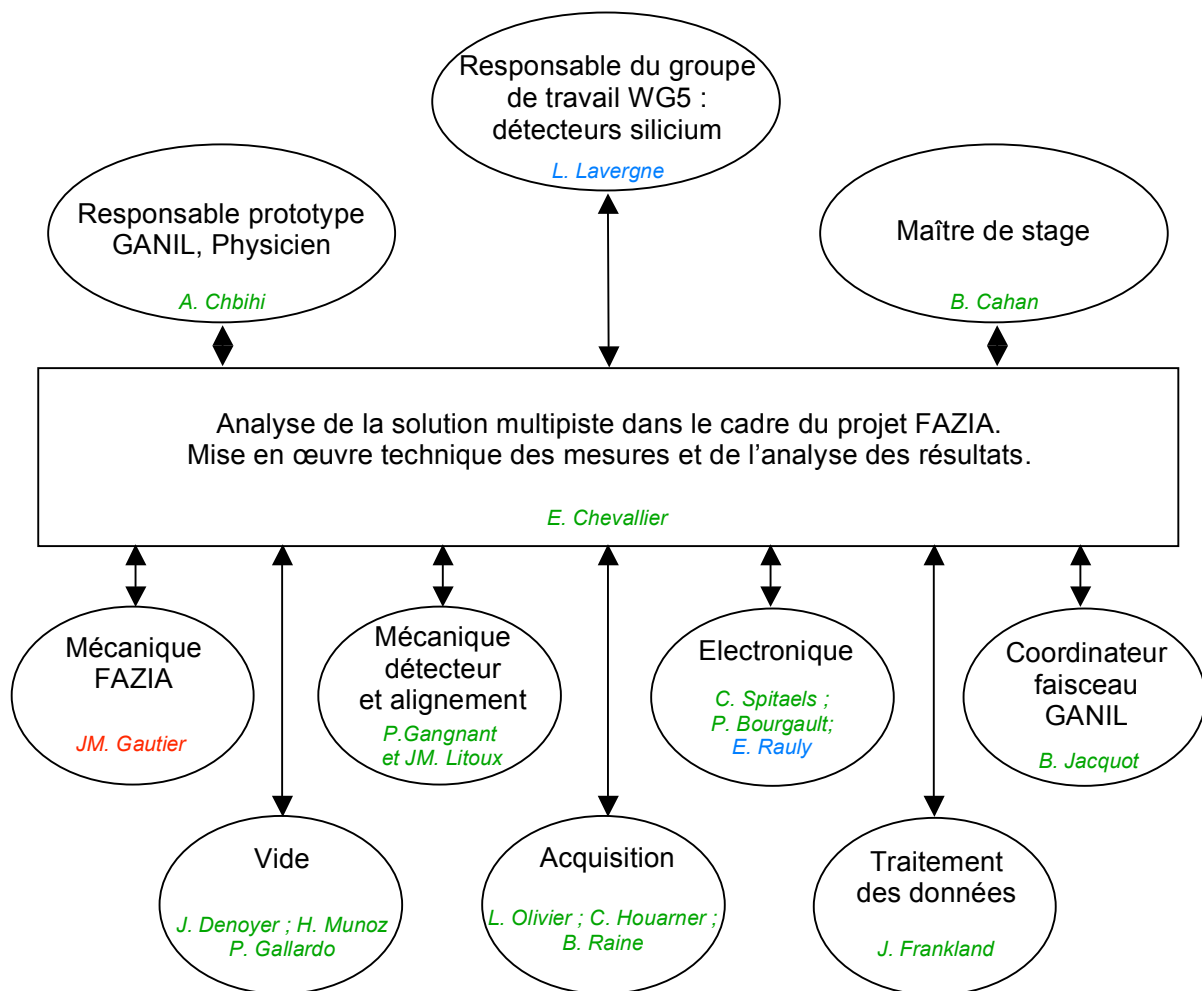 Responsable du groupe
de travail WG5 :
détecteurs silicium
L. Lavergne
Responsable prototype
GANIL, Physicien
A. Chbihi
Maître de stage
B. Cahan
Analyse de la solution multipiste dans le cadre du projet FAZIA.
Mise en œuvre technique des mesures et de l’analyse des résultats.
E. Chevallier
Mécanique
FAZIA
JM. Gautier
Mécanique
détecteur
et alignement
P.Gangnant
et JM. Litoux
Electronique
C. Spitaels ;
P. Bourgault;
E. Rauly
Coordinateur
faisceau
GANIL
B. Jacquot
Vide
J. Denoyer ; H. Munoz
P. Gallardo
Acquisition
L. Olivier ; C. Houarner ;
B. Raine
Traitement
des données
J. Frankland